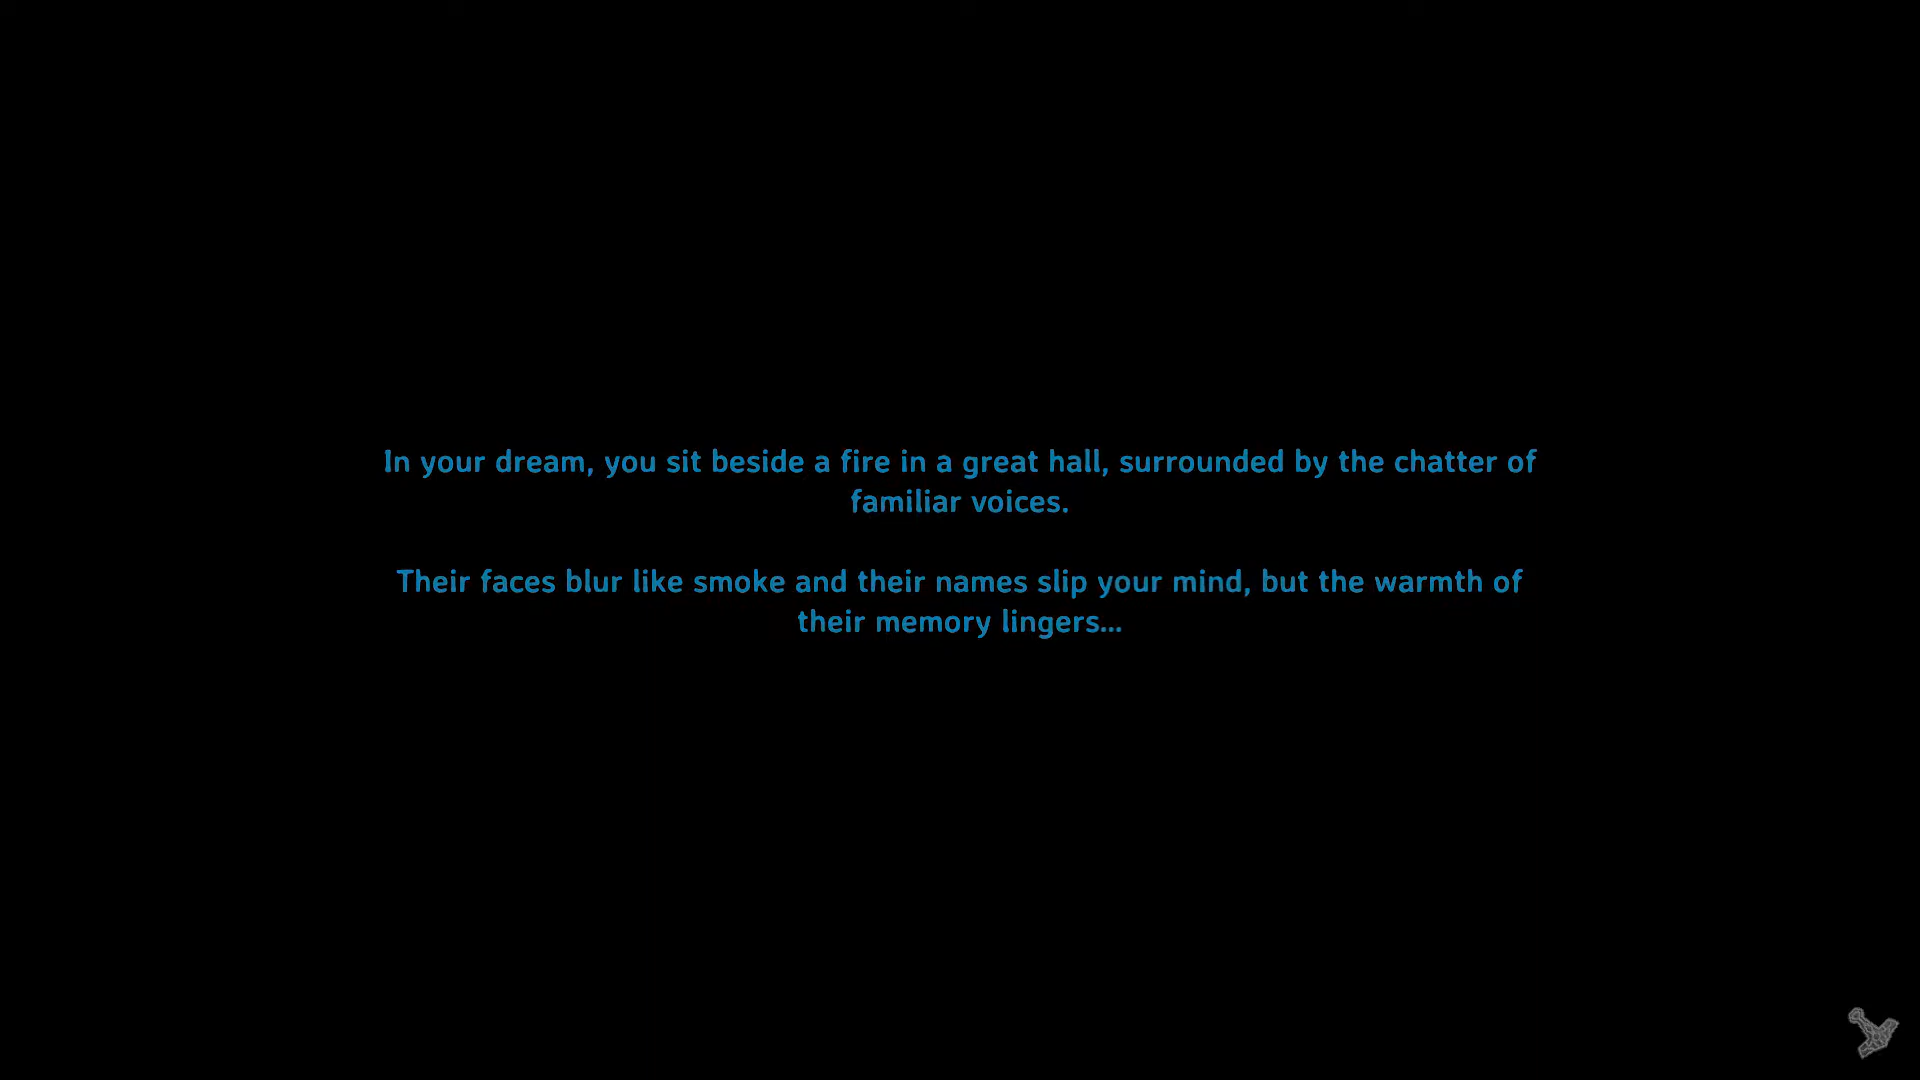 In your dream, you sit beside a fire in a great hall, surrounded by the chatter of
familiar voices.
Their faces blur like smoke and their names slip your mind, but the warmth of
their memory lingers...